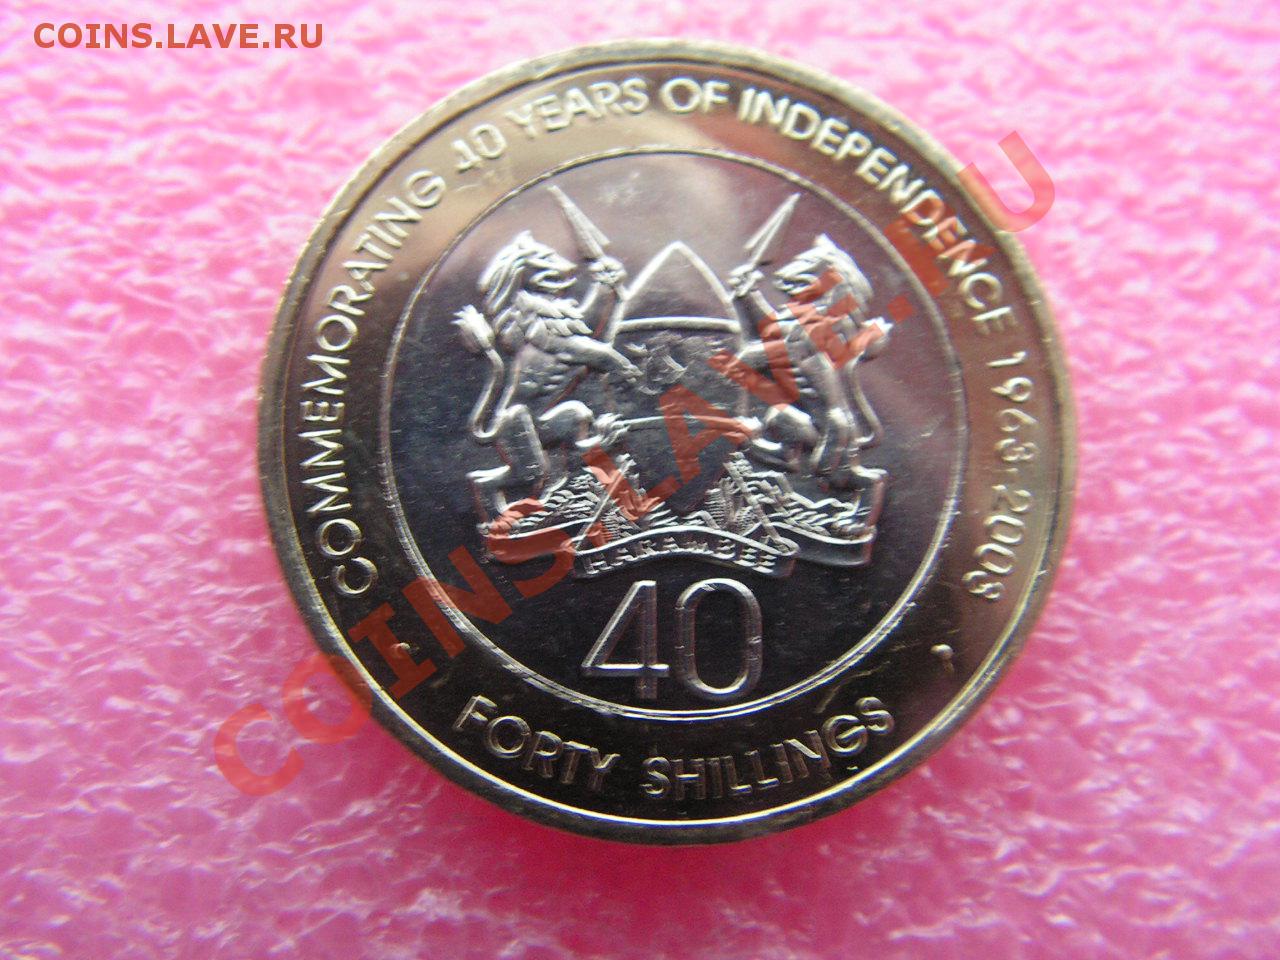 COINS.LAVE.RU
COMMEMORATING 40 YEARS OF INDEPENDENCE 1963-2003
HARAMBEE
40
FORTY SHILLINGS
COINS.LAVE.RU